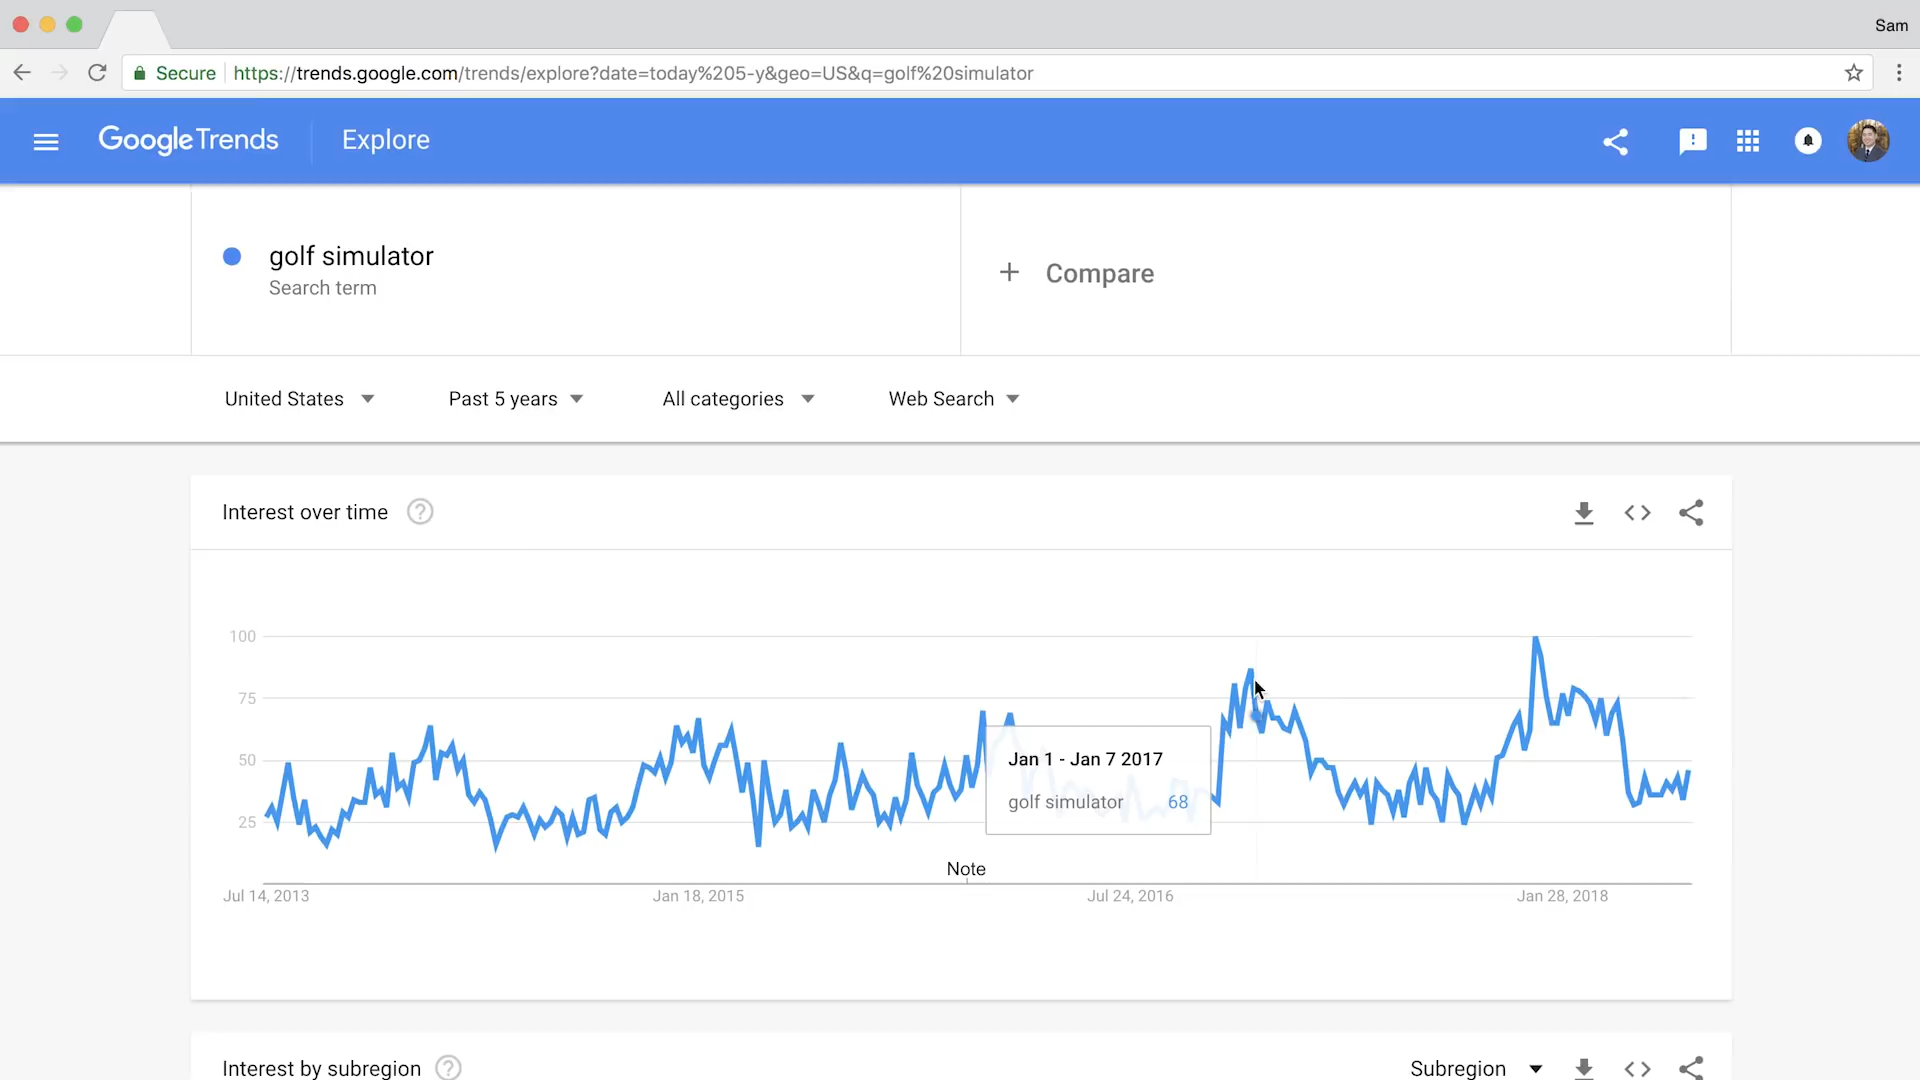 Sam
Secure https://trends.google.com/trends/explore?date=today%205-y&geo=US&q=golf%20simulator
Google Trends Explore
golf simulator
Search term
+ Compare
United States Past 5 years All categories Web Search
Interest over time ?
100
75
50
25
Jan 1 - Jan 7 2017
golf simulator 68
Note
Jul 14, 2013 Jan 18, 2015 Jul 24, 2016 Jan 28, 2018
Interest by subregion ? Subregion